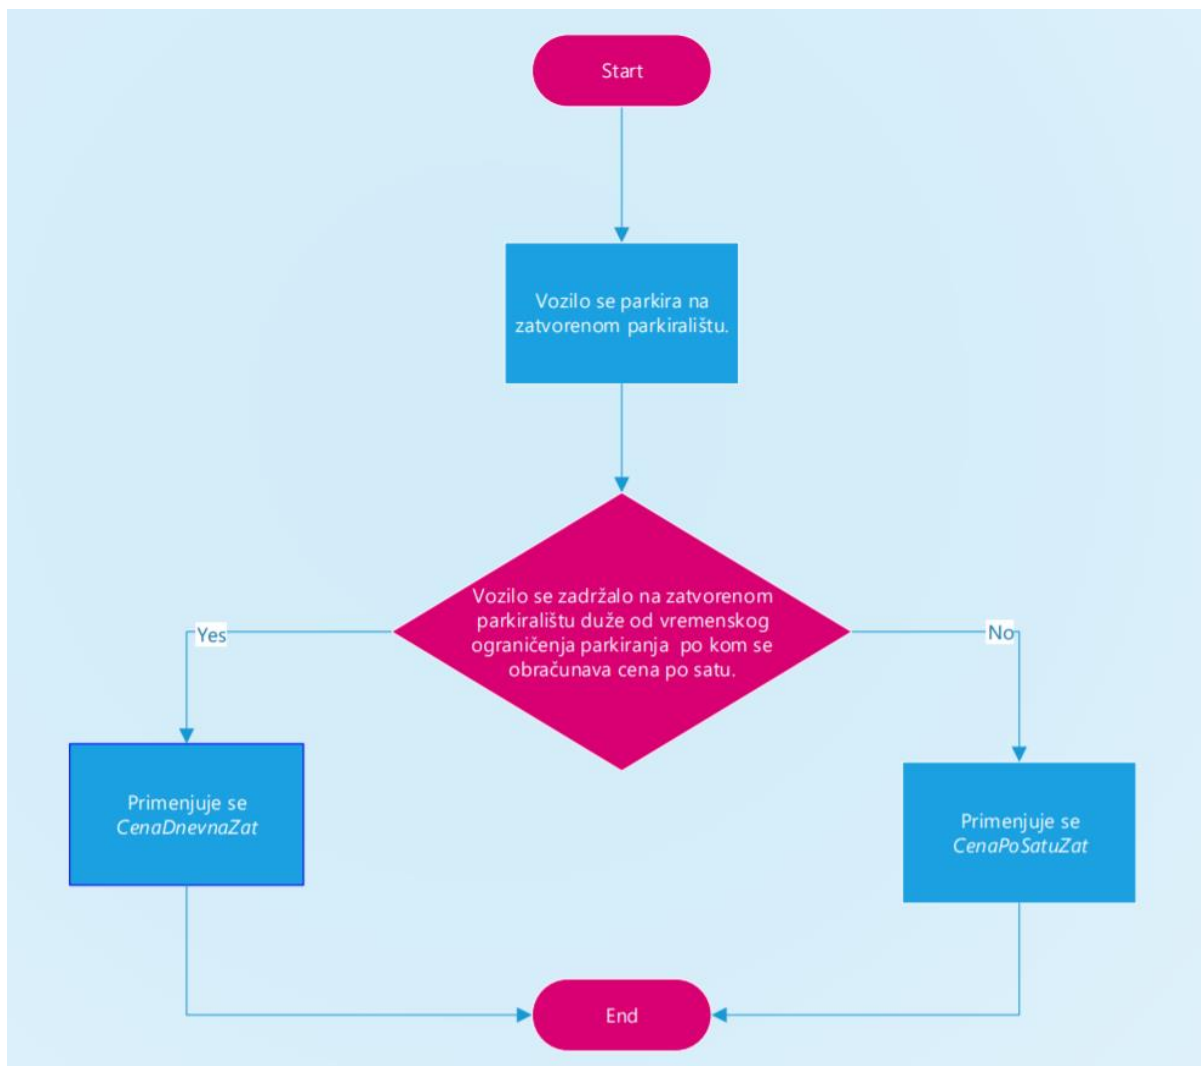 Start
Vozilo se parkira na
zatvorenom parkiralištu.
Vozilo se zadržalo na zatvorenom
parkiralištu duže od vremenskog
ograničenja parkiranja  po kom se
obračunava cena po satu.
Yes
No
Primenjuje se
CenaDnevnaZat
Primenjuje se
CenaPoSatuZat
End